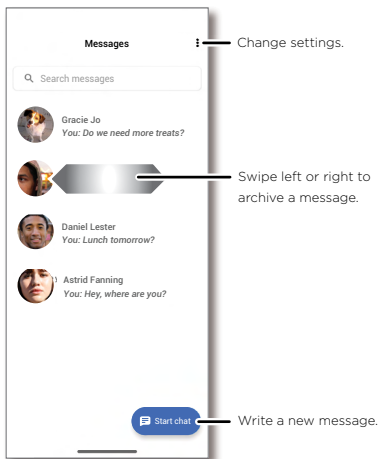 Messages
Change settings.
Search messages
Gracie Jo
You: Do we need more treats?
Swipe left or right to
archive a message.
Daniel Lester
You: Lunch tomorrow?
Astrid Fanning
You: Hey, where are you?
Start chat
Write a new message.